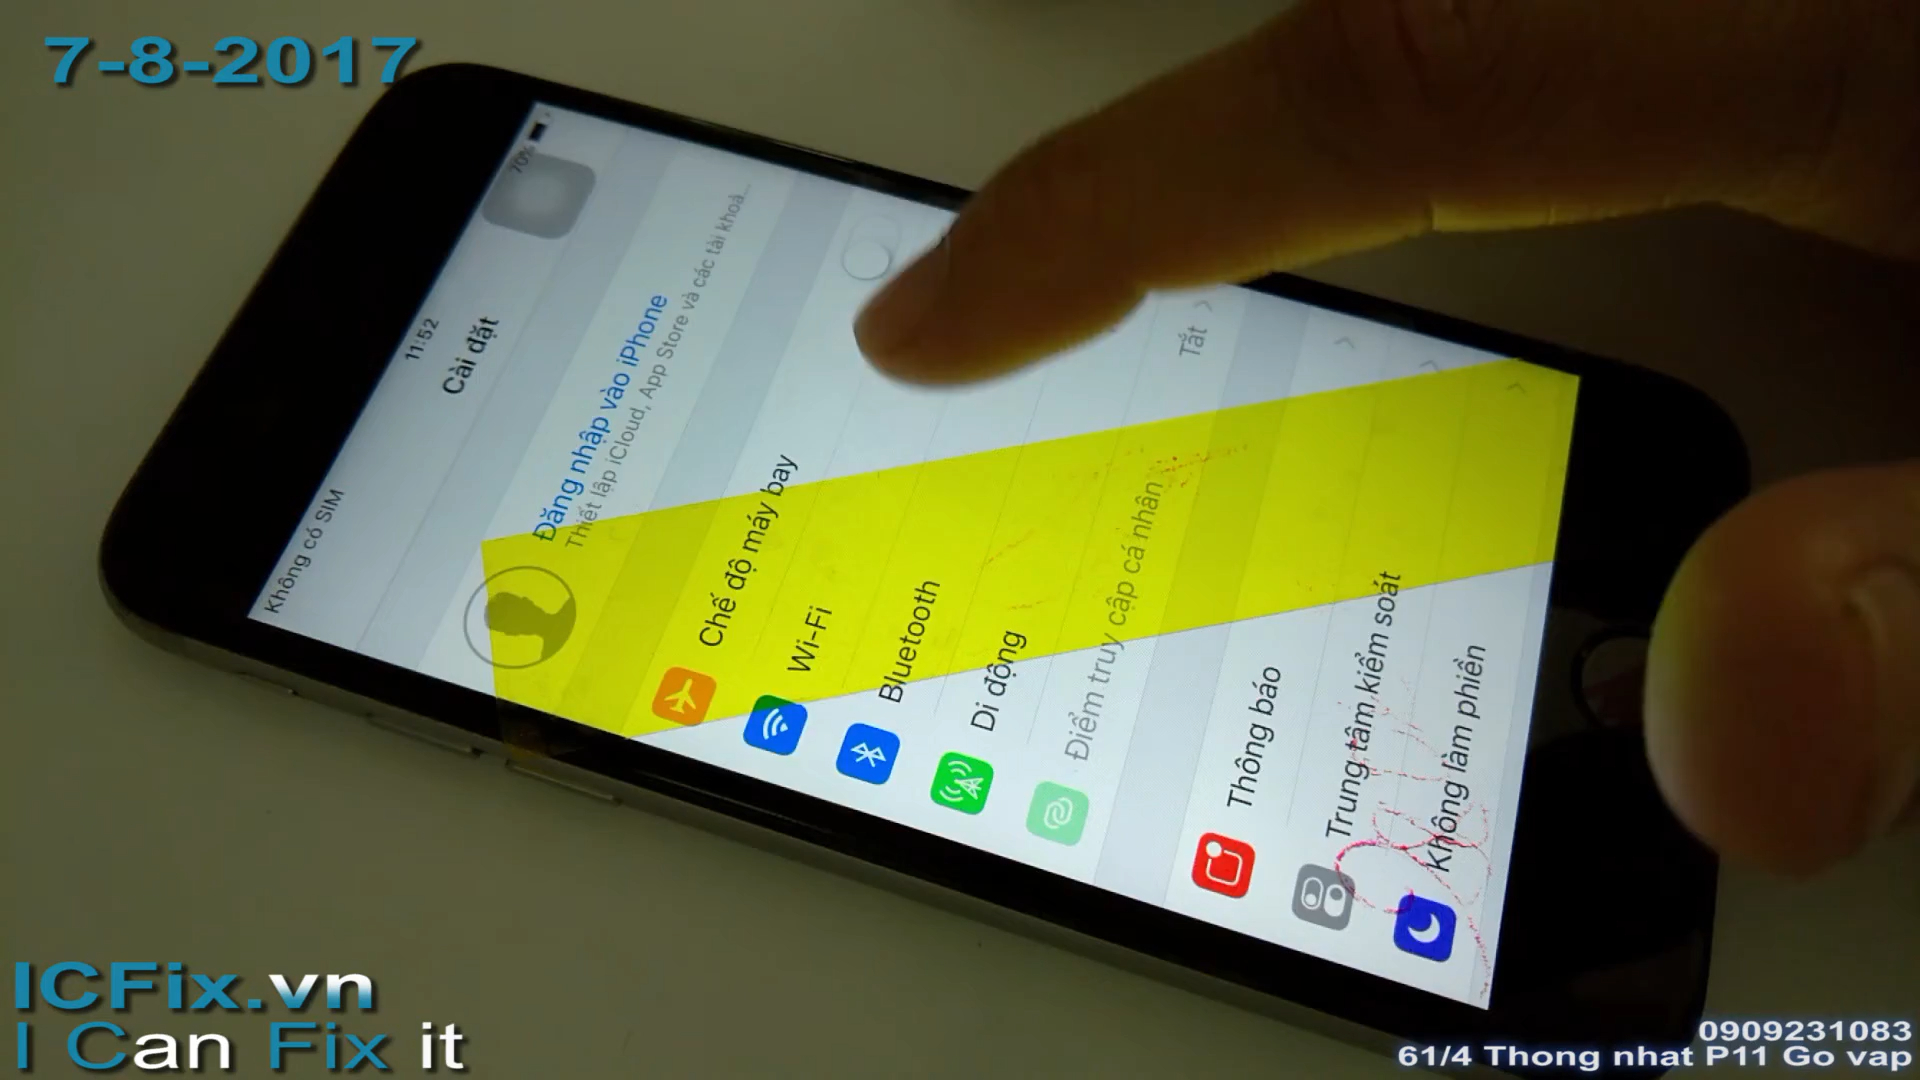 7-8-2017
Không có SIM
11:52
70%
Cài đặt
Đăng nhập vào iPhone
Thiết lập iCloud, App Store và các tài khoả...
Chế độ máy bay
Wi-Fi
Bluetooth
Di động
Điểm truy cập cá nhân
Tắt
Thông báo
Trung tâm kiểm soát
Không làm phiền
ICFix.vn
I Can Fix it
0909231083
61/4 Thong nhat P11 Go vap